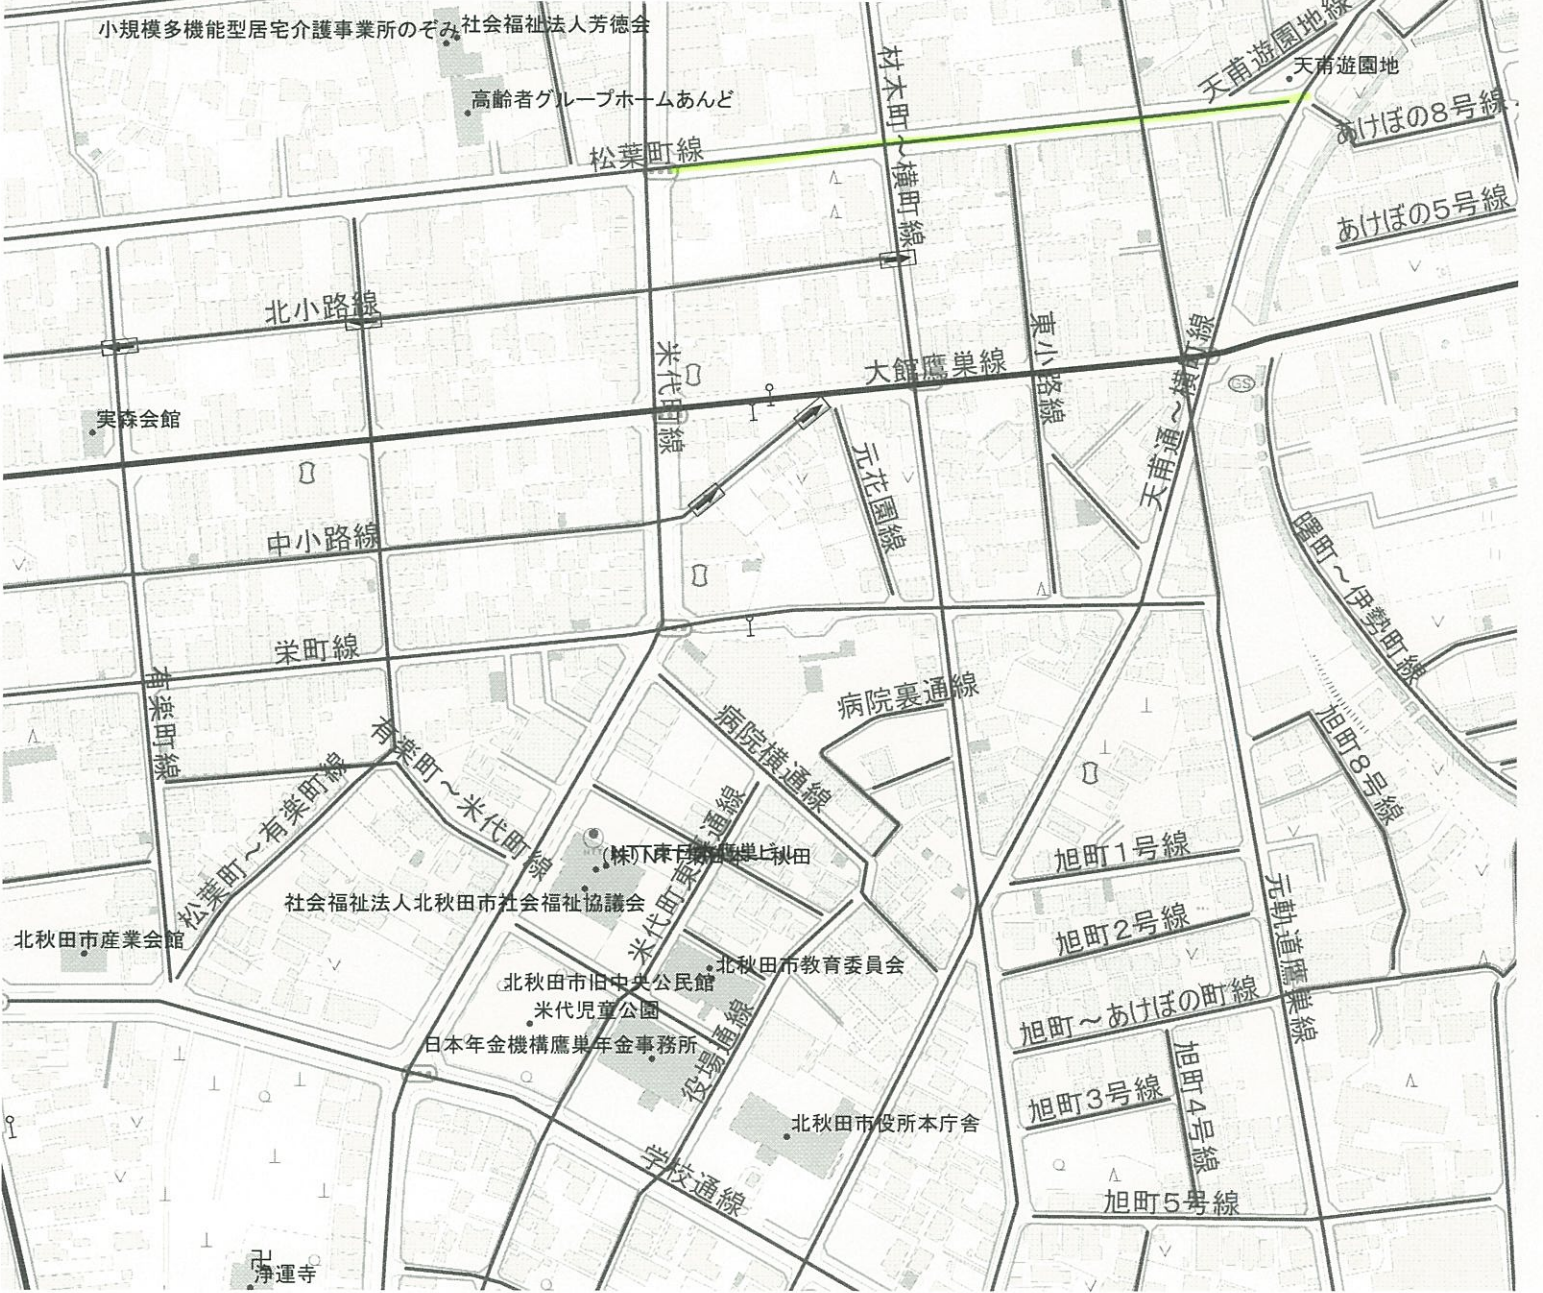 小規模多機能型居宅介護事業所のぞみ
社会福祉法人芳徳会
高齢者グループホームあんど
松葉町線
材木町～横町線
天甫遊園地線
天甫遊園地
あけぼの8号線
あけぼの5号線
北小路線
米代町線
大館鷹巣線
東小路線
天甫通～横町線
GS
実森会館
元花園線
中小路線
曙町～伊勢町線
栄町線
有楽町線
有楽町～米代町線
病院裏通線
病院横通線
旭町8号線
松葉町～有楽町線
米代町東裏通線
旭町1号線
社会福祉法人北秋田市社会福祉協議会
旭町2号線
元軌道鷹巣線
北秋田市産業会館
北秋田市教育委員会
北秋田市旧中央公民館
米代児童公園
旭町～あけぼの町線
日本年金機構鷹巣年金事務所
役場通線
旭町3号線
旭町4号線
北秋田市役所本庁舎
学校通線
旭町5号線
卍
浄運寺